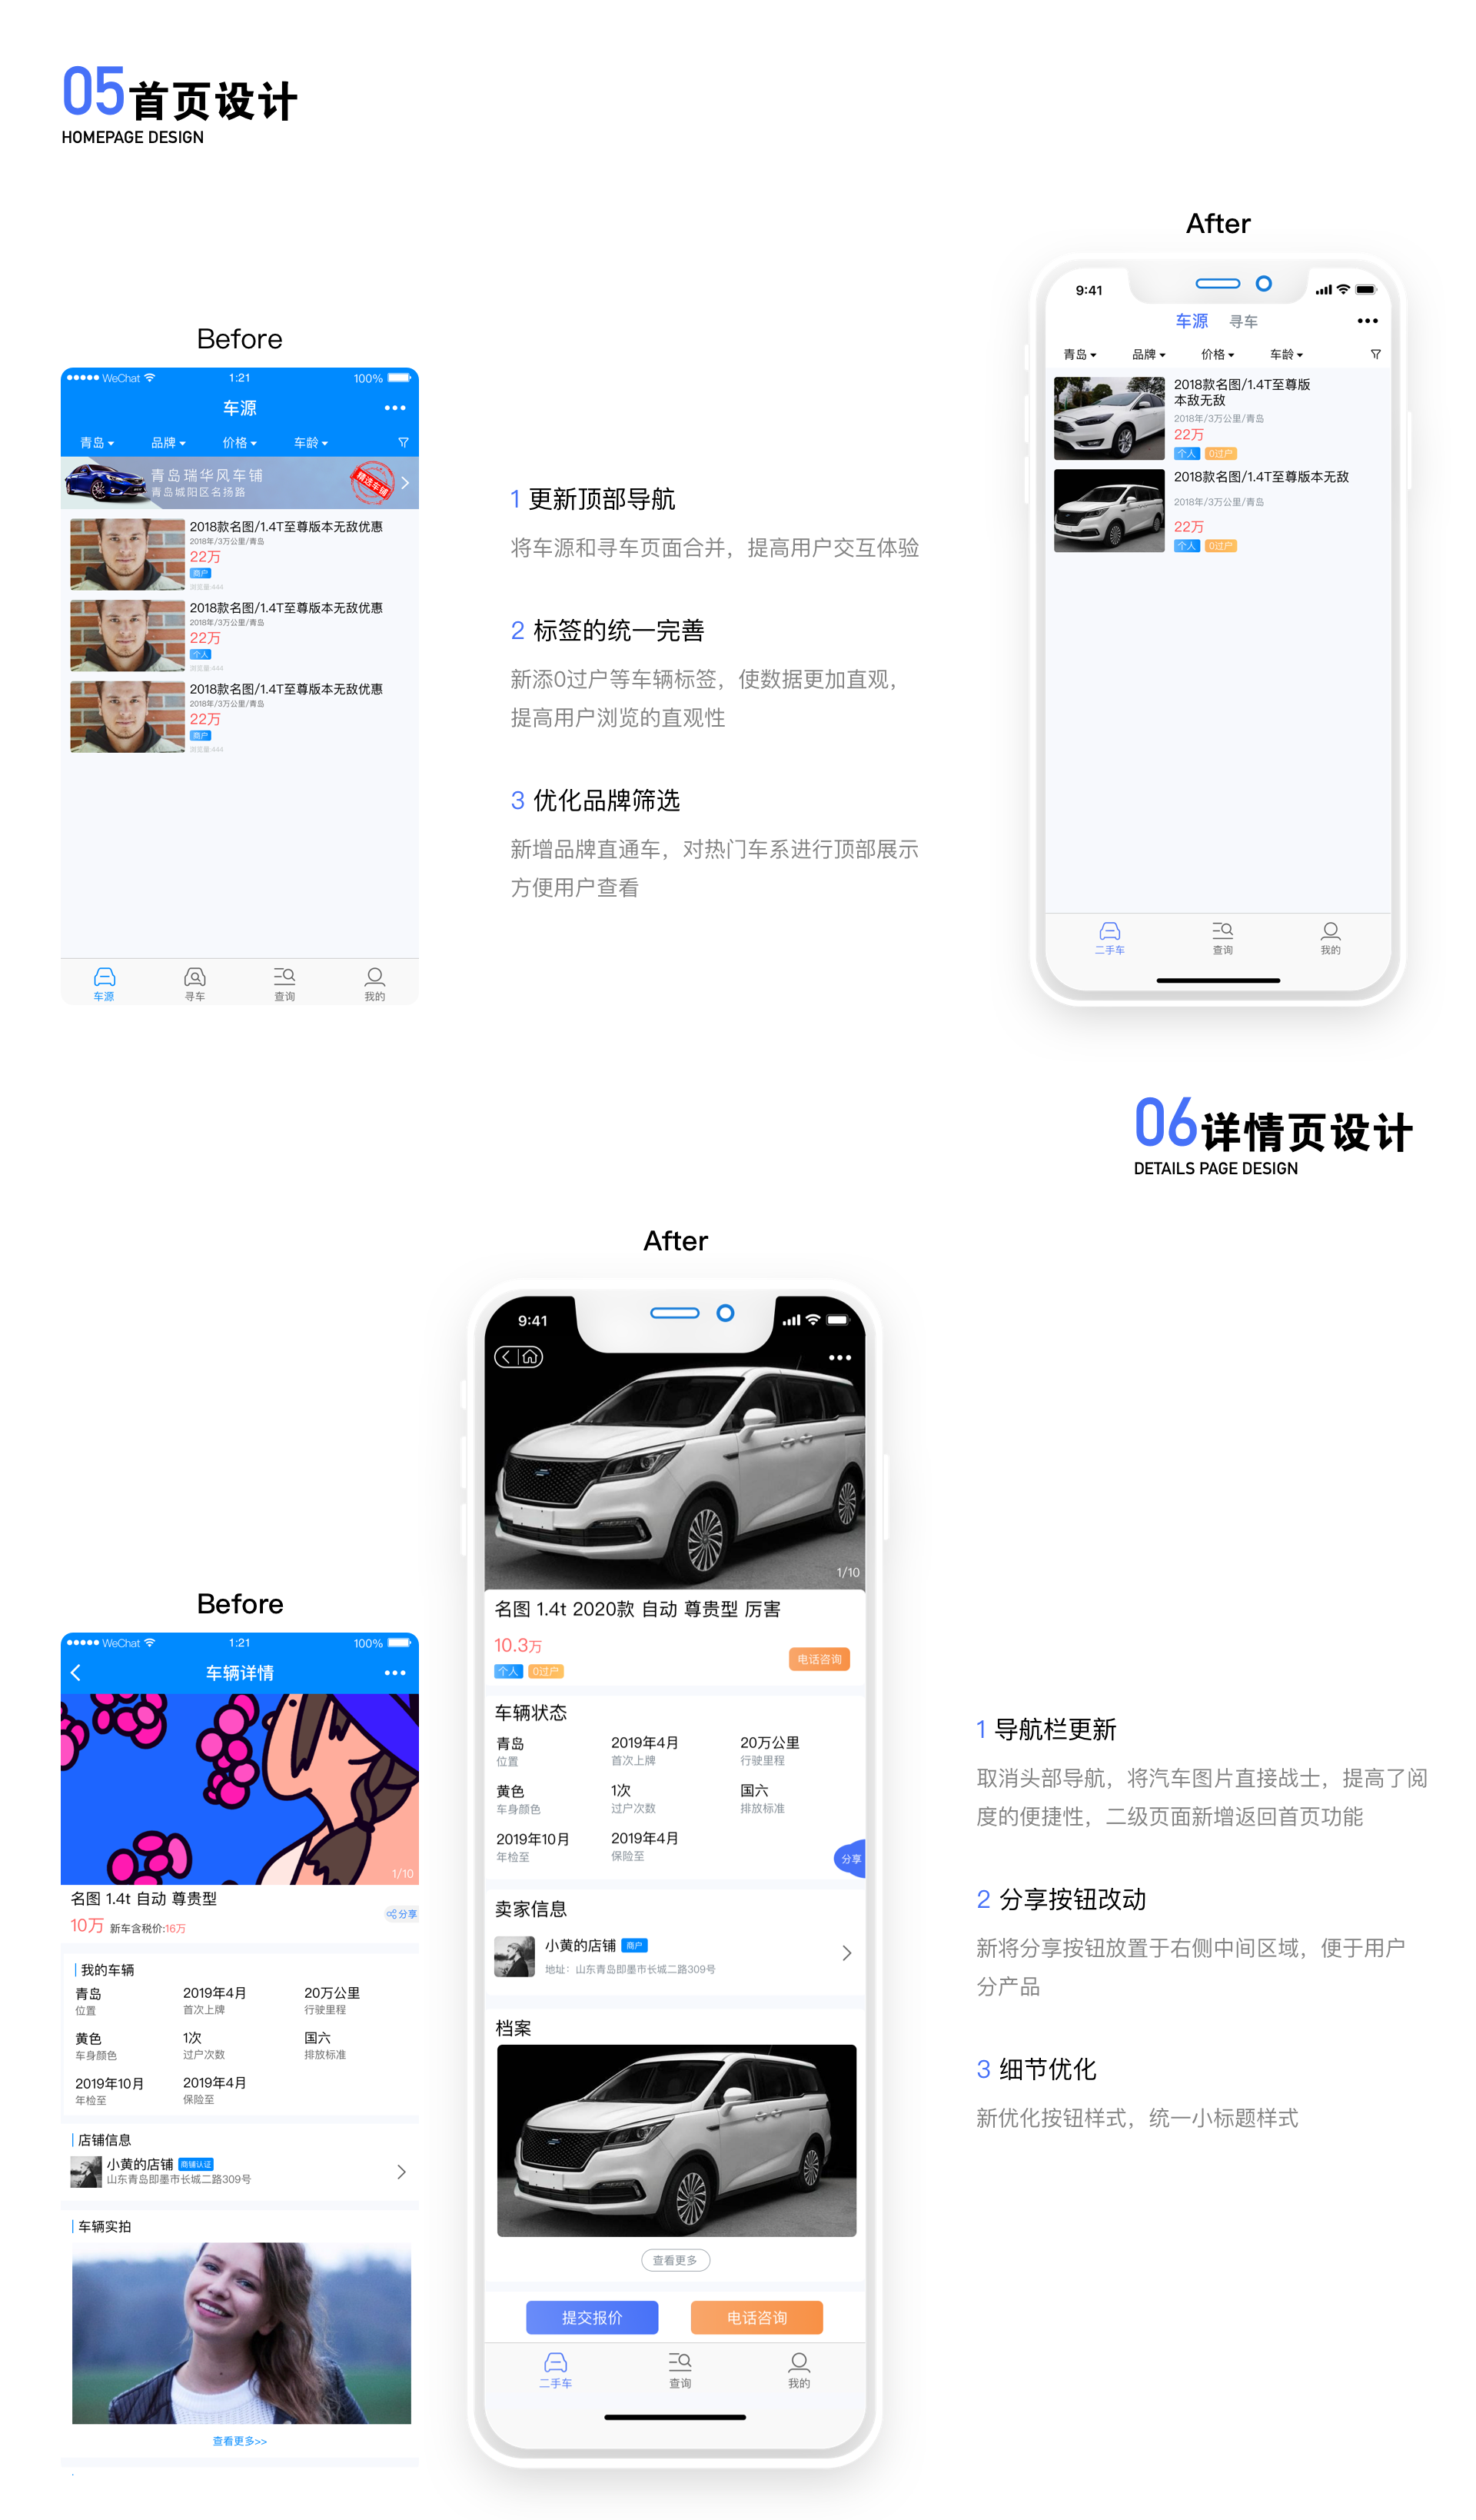 05首页设计
HOMEPAGE DESIGN
Before
WeChat 1:21 100%
车源
青岛 品牌 价格 车龄
青岛瑞华风车铺
青岛城阳区名扬路
精选车铺
2018款名图/1.4T至尊版本无敌优惠
2018年/3万公里/青岛
22万
商户
浏览量:444
2018款名图/1.4T至尊版本无敌优惠
2018年/3万公里/青岛
22万
个人
浏览量:444
2018款名图/1.4T至尊版本无敌优惠
2018年/3万公里/青岛
22万
商户
浏览量:444
车源 寻车 查询 我的
1 更新顶部导航
将车源和寻车页面合并，提高用户交互体验
2 标签的统一完善
新添0过户等车辆标签，使数据更加直观，
提高用户浏览的直观性
3 优化品牌筛选
新增品牌直通车，对热门车系进行顶部展示
方便用户查看
After
9:41
车源 寻车
青岛 品牌 价格 车龄
2018款名图/1.4T至尊版
本敌无敌
2018年/3万公里/青岛
22万
个人 0过户
2018款名图/1.4T至尊版本无敌
2018年/3万公里/青岛
22万
个人 0过户
二手车 查询 我的
06详情页设计
DETAILS PAGE DESIGN
Before
WeChat 1:21 100%
车辆详情
1/10
名图 1.4t 自动 尊贵型
10万 新车含税价:16万
分享
我的车辆
青岛 2019年4月 20万公里
位置 首次上牌 行驶里程
黄色 1次 国六
车身颜色 过户次数 排放标准
2019年10月 2019年4月
年检至 保险至
店铺信息
小黄的店铺 商铺认证
山东青岛即墨市长城二路309号
车辆实拍
查看更多>>
After
9:41
1/10
名图 1.4t 2020款 自动 尊贵型 厉害
10.3万
个人 0过户
电话咨询
车辆状态
青岛 2019年4月 20万公里
位置 首次上牌 行驶里程
黄色 1次 国六
车身颜色 过户次数 排放标准
2019年10月 2019年4月
年检至 保险至
分享
卖家信息
小黄的店铺 商户
地址：山东青岛即墨市长城二路309号
档案
查看更多
提交报价 电话咨询
二手车 查询 我的
1 导航栏更新
取消头部导航，将汽车图片直接战士，提高了阅
度的便捷性，二级页面新增返回首页功能
2 分享按钮改动
新将分享按钮放置于右侧中间区域，便于用户
分产品
3 细节优化
新优化按钮样式，统一小标题样式